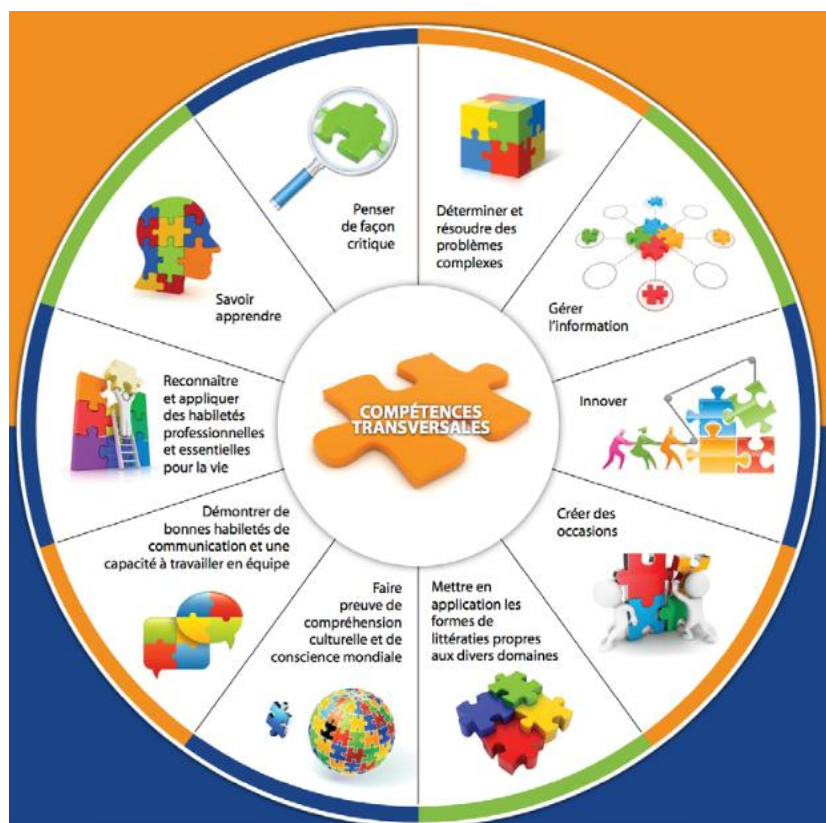 Penser
de façon
critique
Déterminer et
résoudre des
problèmes
complexes
Gérer
l'information
Innover
Créer des
occasions
Mettre en
application les
formes de
littératies propres
aux divers domaines
Faire
preuve de
compréhension
culturelle et de
conscience mondiale
Démontrer de
bonnes habiletés de
communication et une
capacité à travailler en équipe
Reconnaître
et appliquer
des habiletés
professionnelles
et essentielles
pour la vie
Savoir
apprendre
COMPÉTENCES
TRANSVERSALES